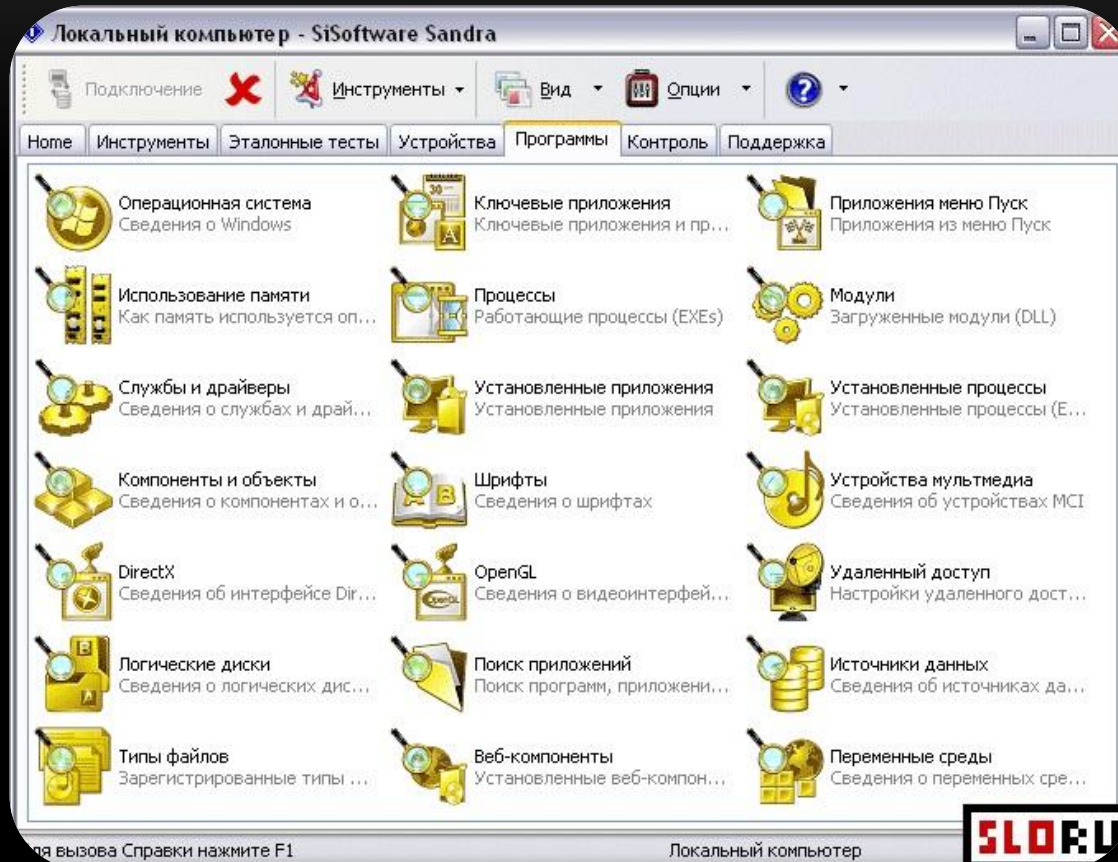 Локальный компьютер - SiSoftware Sandra
Подключение Инструменты Вид Опции
Home Инструменты Эталонные тесты Устройства Программы Контроль Поддержка
Операционная система
Сведения о Windows
Ключевые приложения
Ключевые приложения и пр...
Приложения меню Пуск
Приложения из меню Пуск
Использование памяти
Как память используется оп...
Процессы
Работающие процессы (EXEs)
Модули
Загруженные модули (DLL)
Службы и драйверы
Сведения о службах и драй...
Установленные приложения
Установленные приложения
Установленные процессы
Установленные процессы (E...
Компоненты и объекты
Сведения о компонентах и о...
Шрифты
Сведения о шрифтах
Устройства мультмедиа
Сведения об устройствах MCI
DirectX
Сведения об интерфейсе Dir...
OpenGL
Сведения о видеоинтерфей...
Удаленный доступ
Настройки удаленного дост...
Логические диски
Сведения о логических дис...
Поиск приложений
Поиск программ, приложени...
Источники данных
Сведения об источниках да...
Типы файлов
Зарегистрированные типы ...
Веб-компоненты
Установленные веб-компон...
Переменные среды
Сведения о переменных сре...
вызова Справки нажмите F1
Локальный компьютер